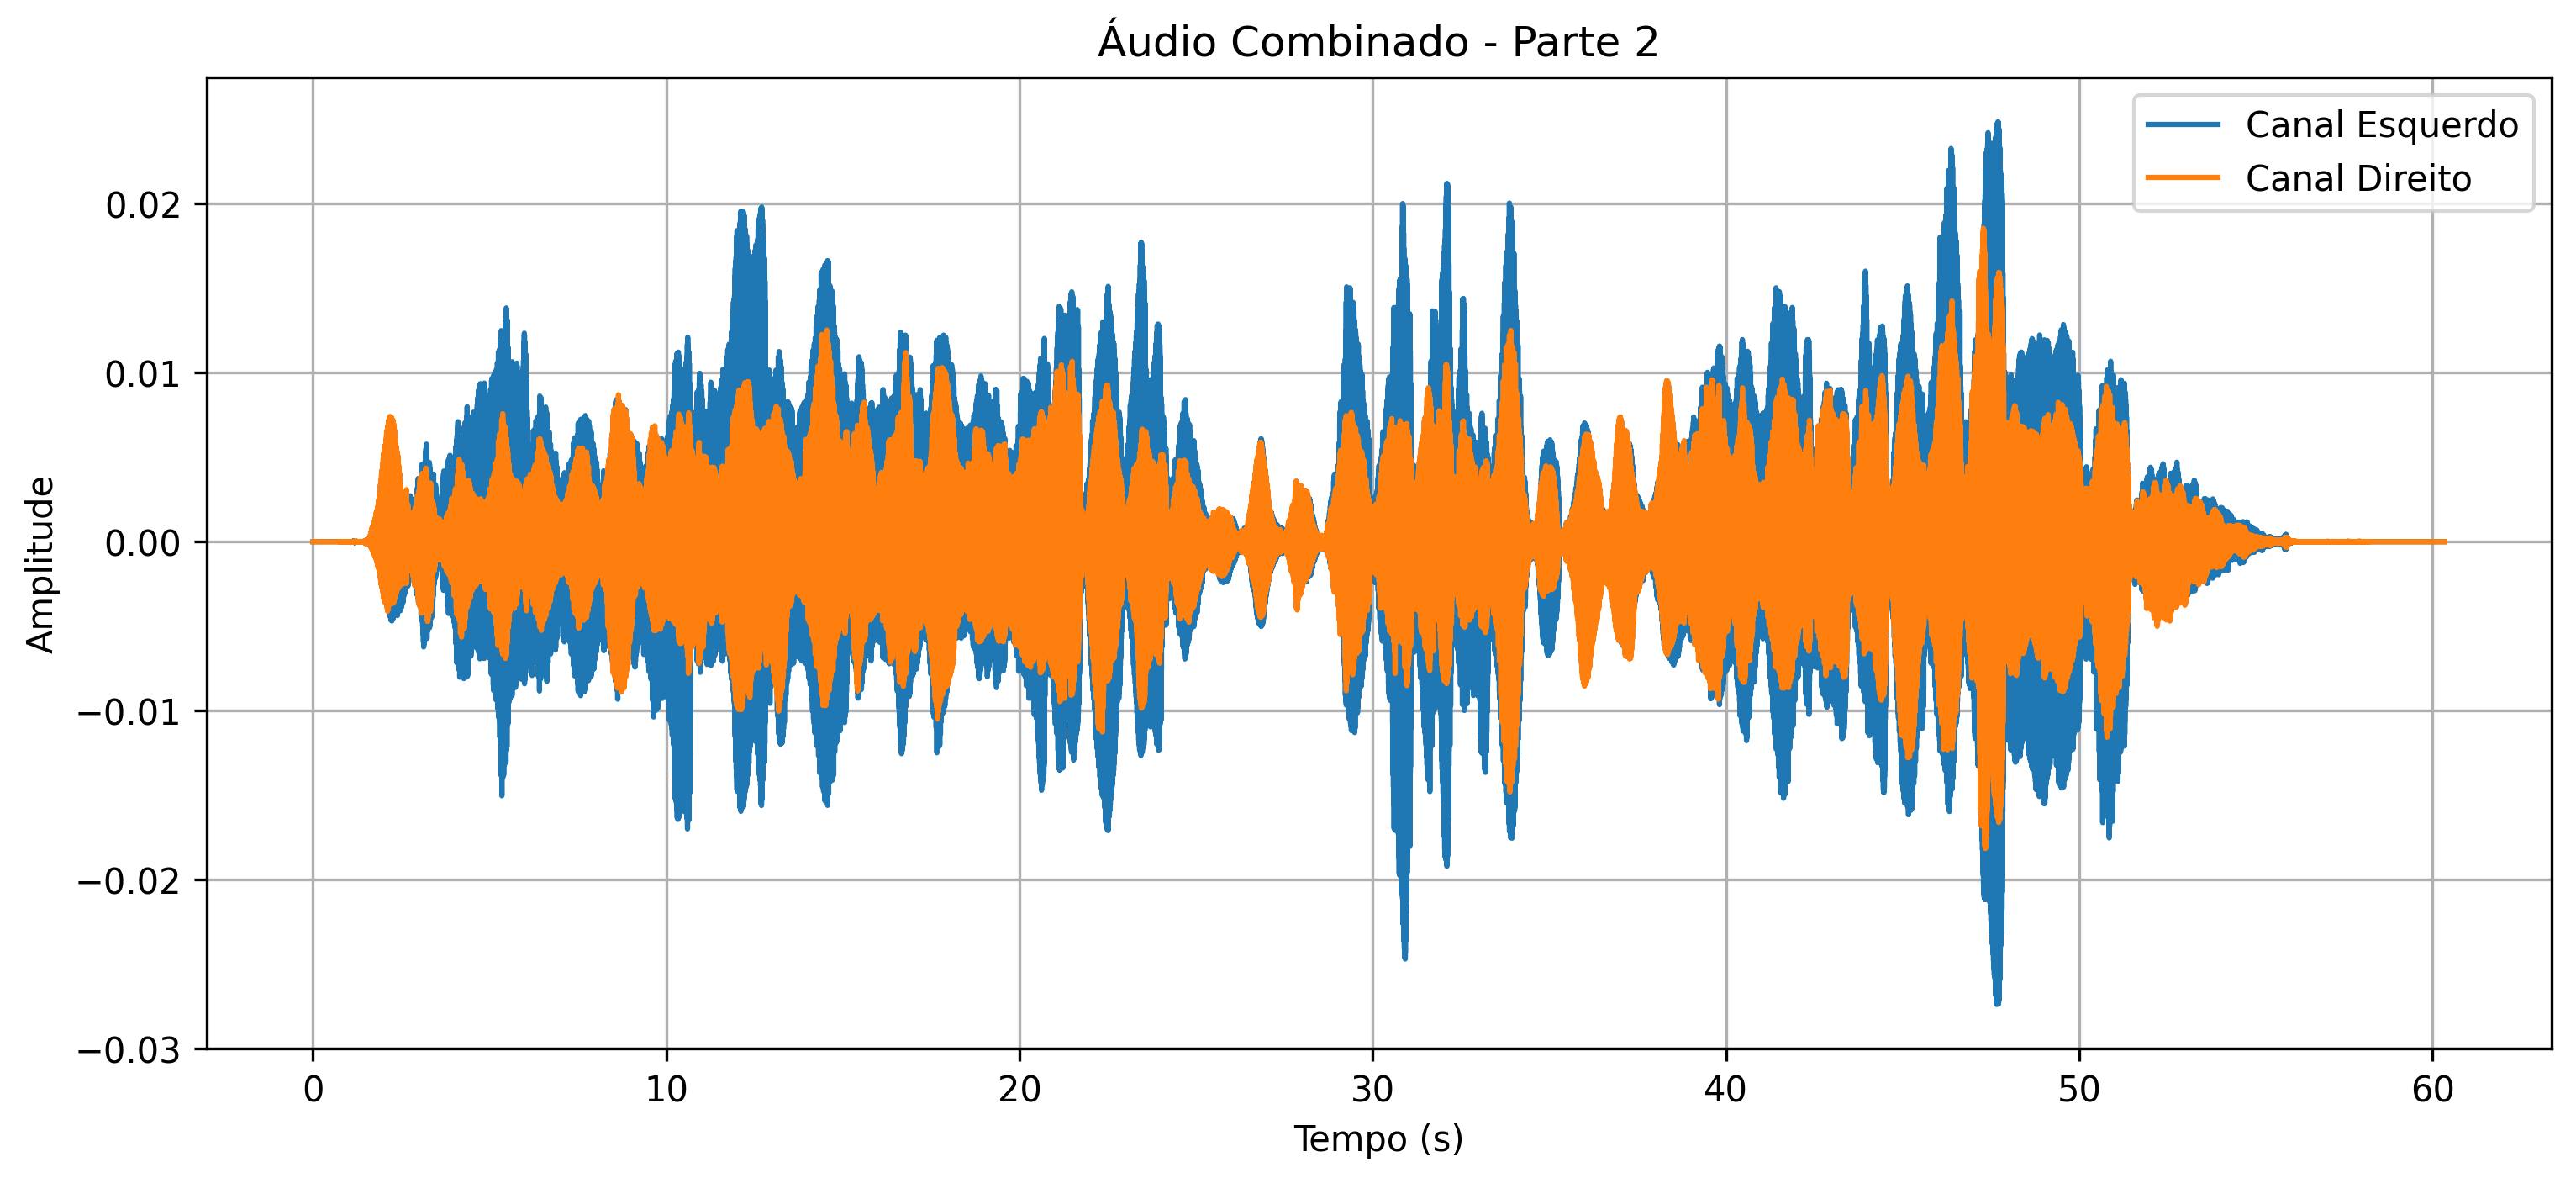 Áudio Combinado - Parte 2
Canal Esquerdo
Canal Direito
Amplitude
0.02
0.01
0.00
−0.01
−0.02
−0.03
0 10 20 30 40 50 60
Tempo (s)